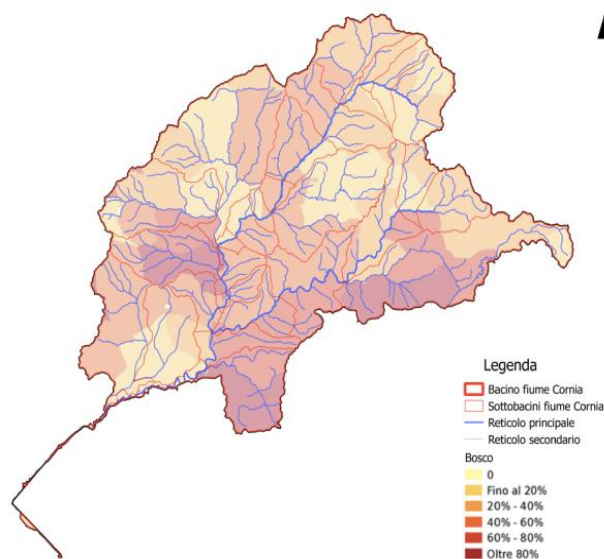 Legenda
Bacino fiume Cornia
Sottobacini fiume Cornia
Reticolo principale
Reticolo secondario
Bosco
0
Fino al 20%
20% - 40%
40% - 60%
60% - 80%
Oltre 80%